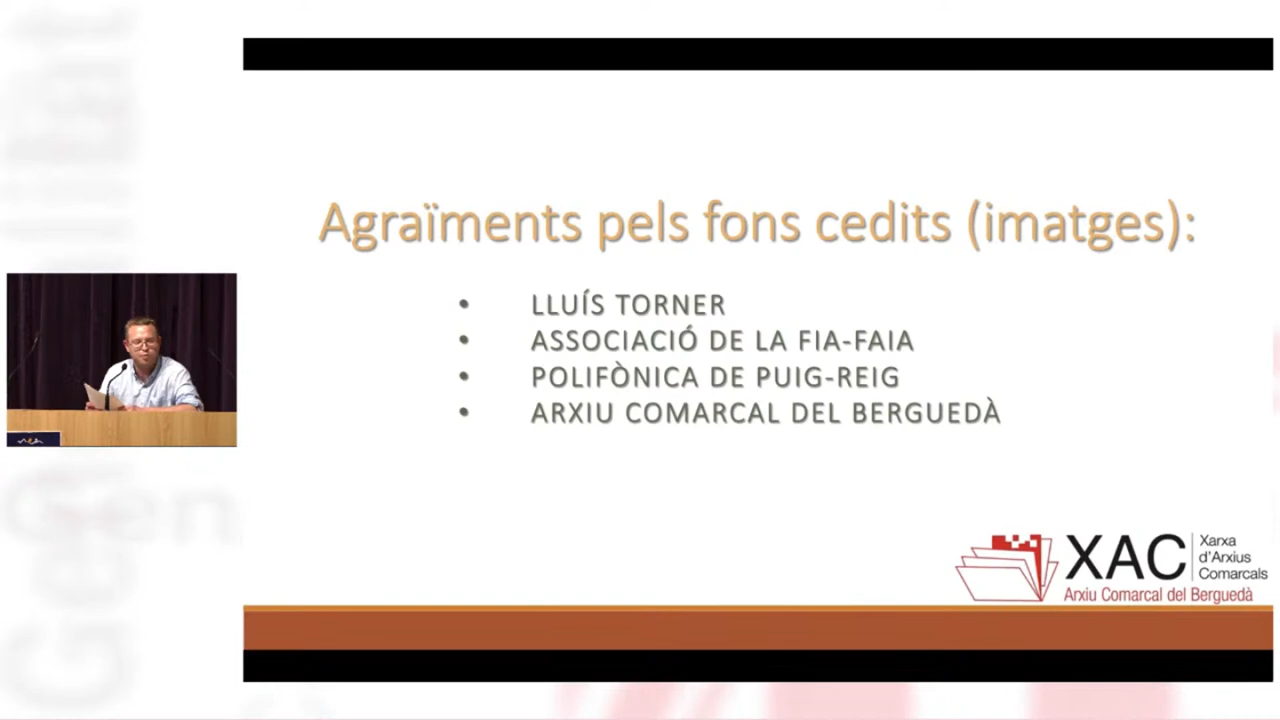 Agraïments pels fons cedits (imatges):
• LLUÍS TORNER
• ASSOCIACIÓ DE LA FIA-FAIA
• POLIFÒNICA DE PUIG-REIG
• ARXIU COMARCAL DEL BERGUEDÀ
XAC
Xarxa
d'Arxius
Comarcals
Arxiu Comarcal del Berguedà